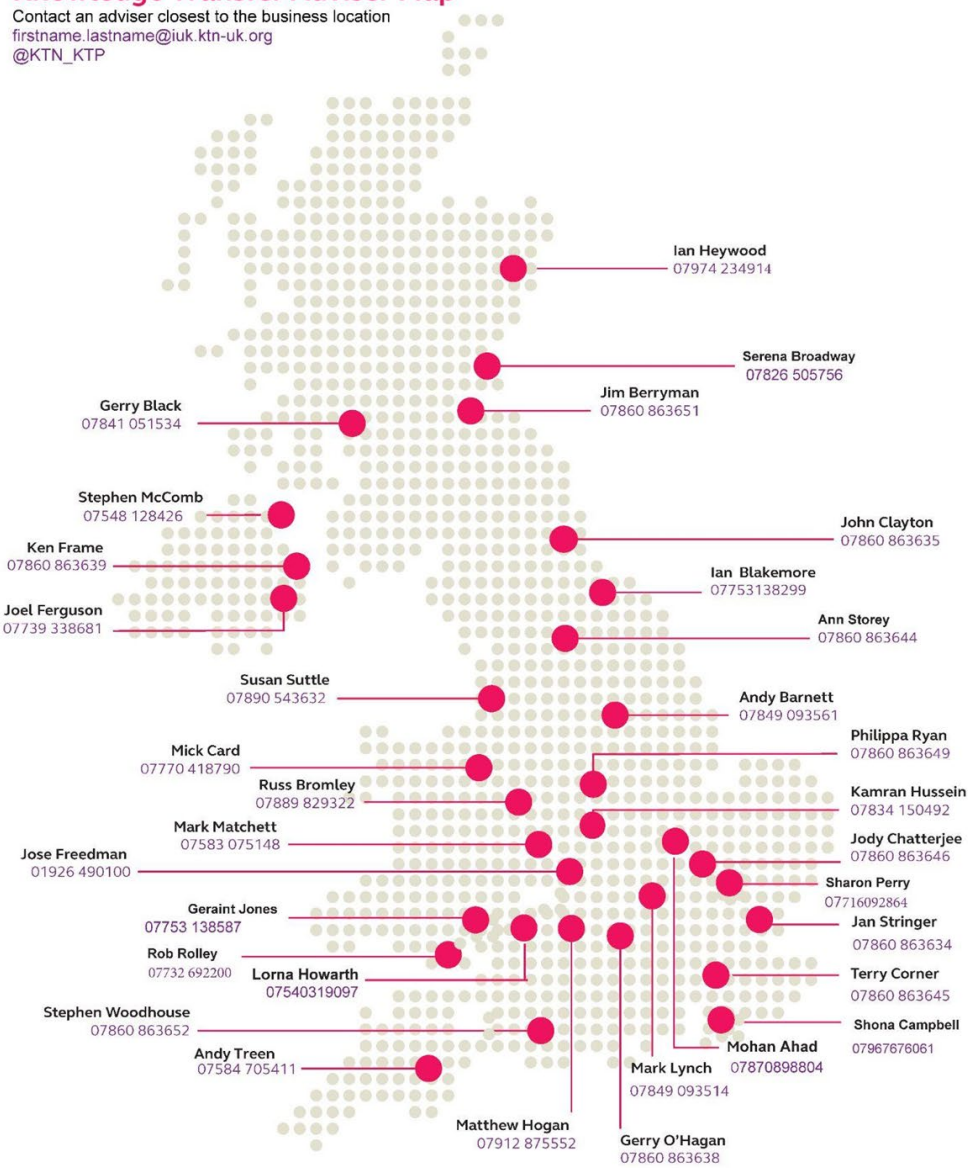 Knowledge Transfer Adviser Map
Contact an adviser closest to the business location
firstname.lastname@iuk.ktn-uk.org
@KTN_KTP
Ian Heywood
07974 234914
Serena Broadway
07826 505756
Jim Berryman
07860 863651
Gerry Black
07841 051534
Stephen McComb
07548 128426
John Clayton
07860 863635
Ken Frame
07860 863639
Ian Blakemore
07753138299
Joel Ferguson
07739 338681
Ann Storey
07860 863644
Susan Suttle
07890 543632
Andy Barnett
07849 093561
Philippa Ryan
07860 863649
Mick Card
07770 418790
Russ Bromley
07889 829322
Kamran Hussein
07834 150492
Mark Matchett
07583 075148
Jody Chatterjee
07860 863646
Jose Freedman
01926 490100
Sharon Perry
07716092864
Geraint Jones
07753 138587
Jan Stringer
07860 863634
Rob Rolley
07732 692200
Lorna Howarth
07540319097
Terry Corner
07860 863645
Stephen Woodhouse
07860 863652
Shona Campbell
07967676061
Andy Treen
07584 705411
Mohan Ahad
07870898804
Mark Lynch
07849 093514
Matthew Hogan
07912 875552
Gerry O'Hagan
07860 863638